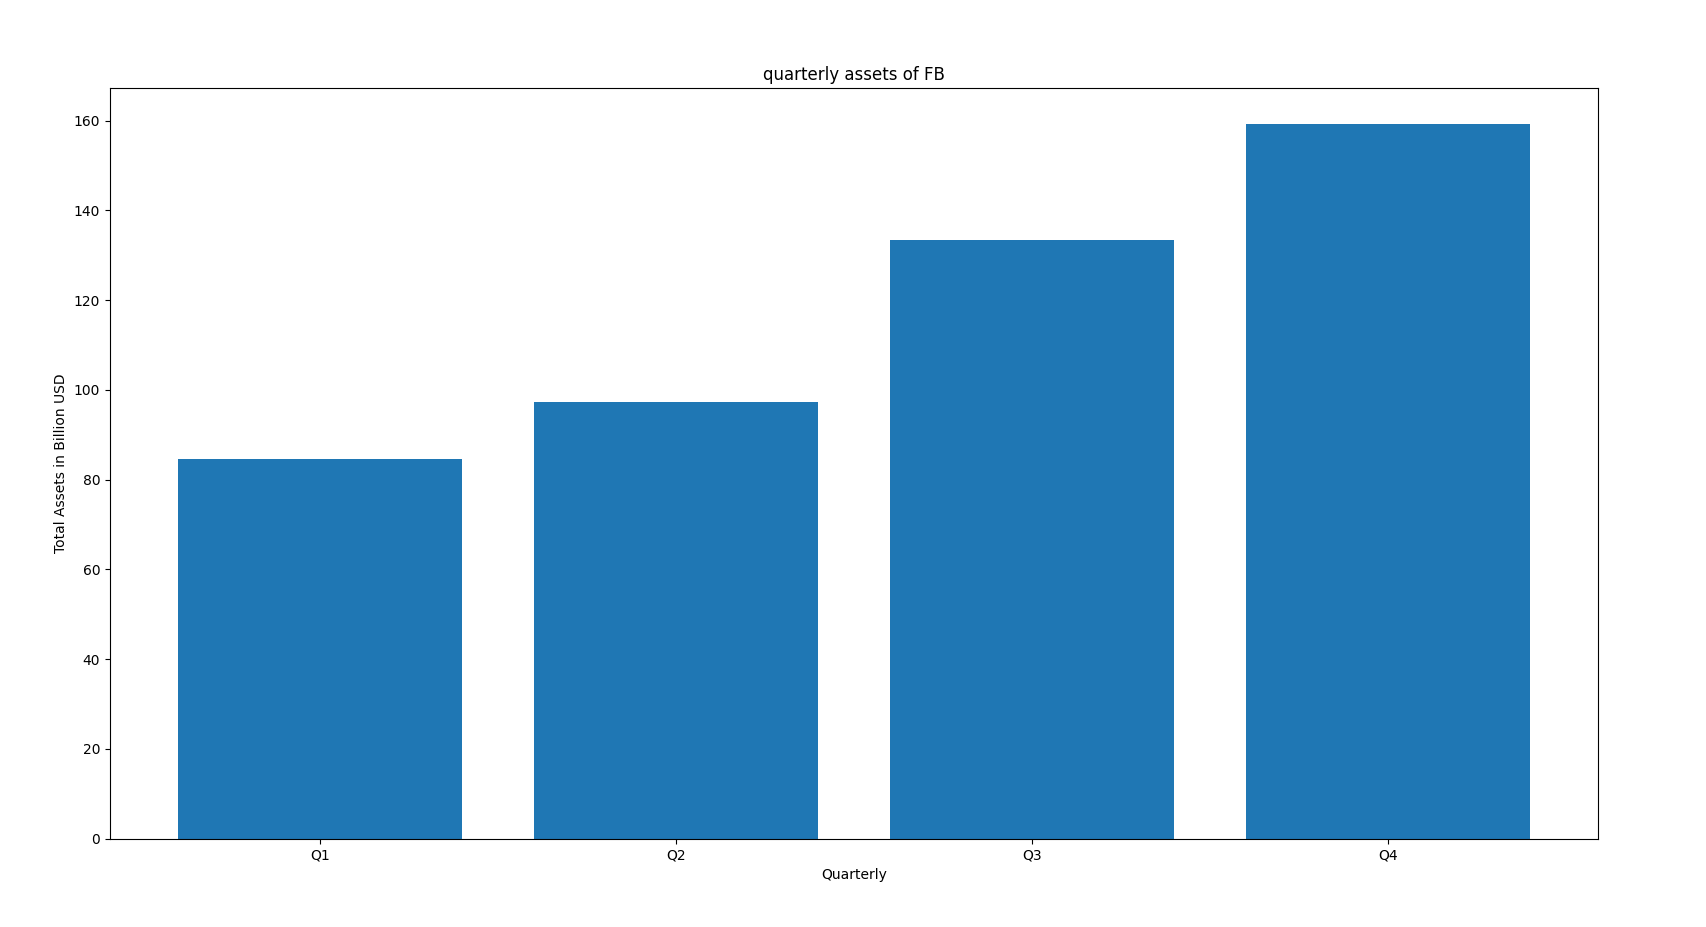 quarterly assets of FB
160
140
120
100
80
60
40
20
0
Total Assets in Billion USD
Q1 Q2 Q3 Q4
Quarterly